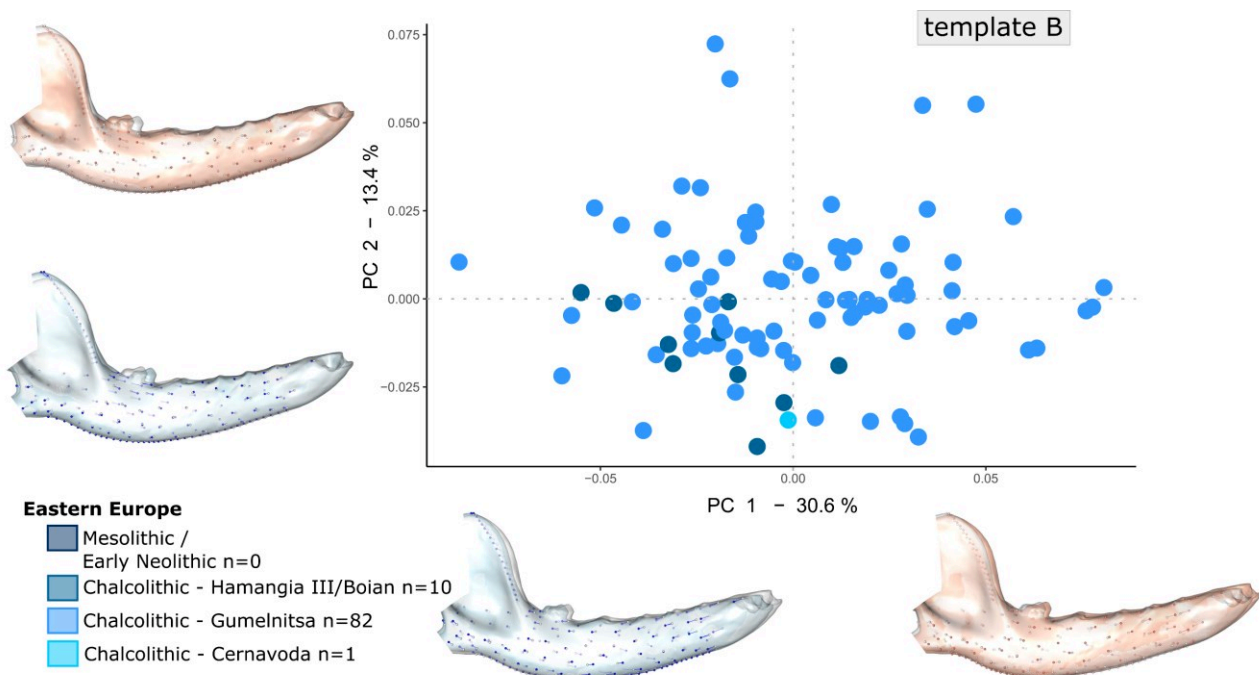 template B
0.075
0.050
0.025
0.000
-0.025
PC 2 - 13.4 %
-0.05
0.00
0.05
PC 1 - 30.6 %
Eastern Europe
Mesolithic /
Early Neolithic n=0
Chalcolithic - Hamangia III/Boian n=10
Chalcolithic - Gumelnitsa n=82
Chalcolithic - Cernavoda n=1